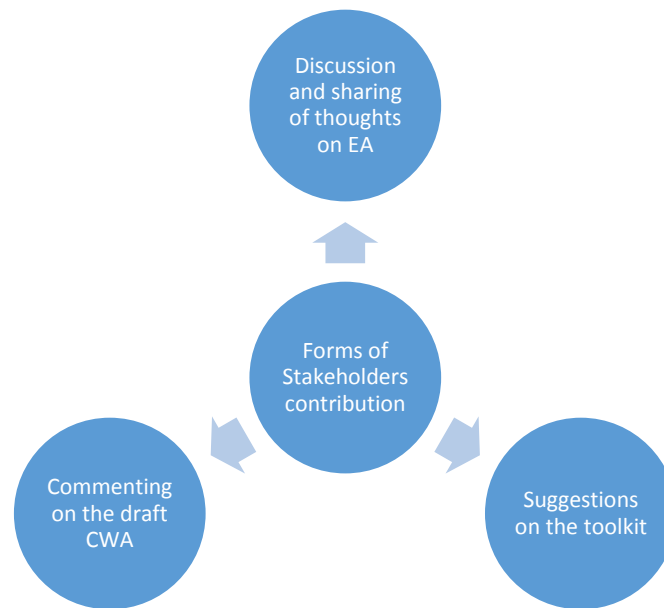 Discussion
and sharing
of thoughts
on EA
Forms of
Stakeholders
contribution
Commenting
on the draft
CWA
Suggestions
on the toolkit